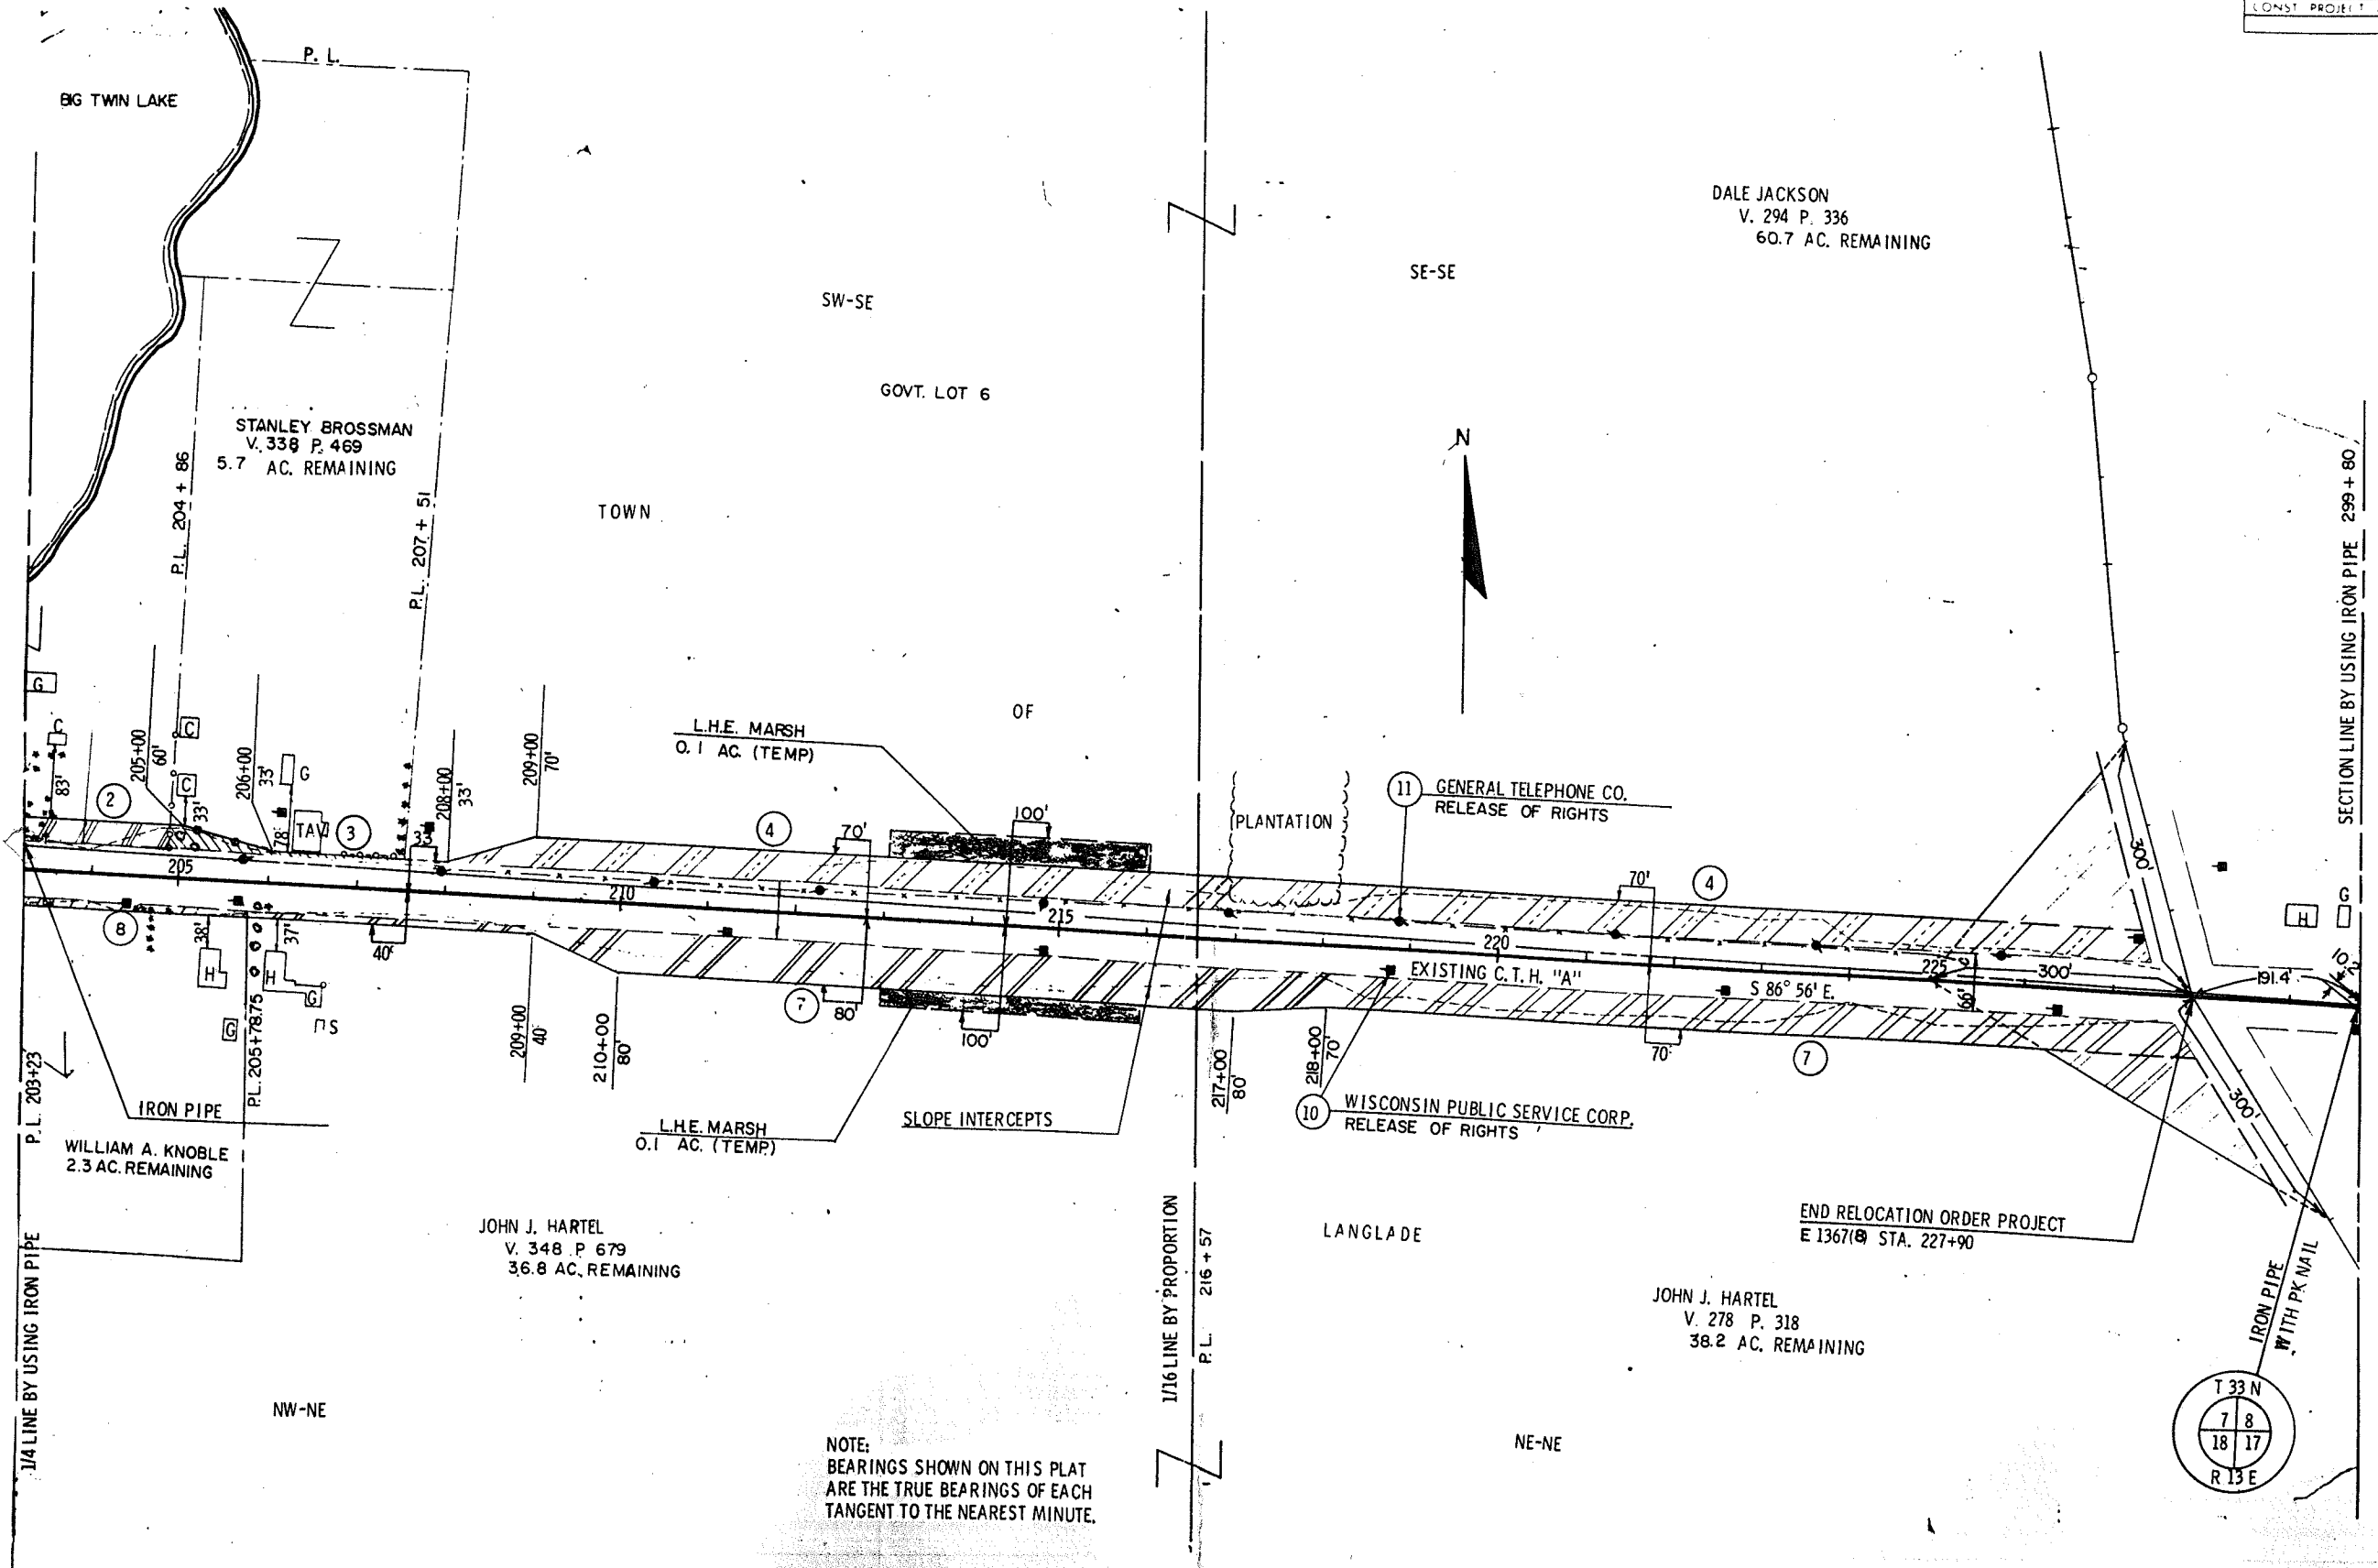 CONST PROJECT
P. L.
BIG TWIN LAKE
DALE JACKSON
V. 294 P. 336
60.7 AC. REMAINING
SE-SE
SW-SE
GOVT. LOT 6
STANLEY BROSSMAN
V. 338 P. 469
5.7 AC. REMAINING
P.L. 204 + 86
P.L. 207 + 51
TOWN
N
SECTION LINE BY USING IRON PIPE 299 + 80
OF
G
C
83'
2
205+00
60'
C
C
33'
206+00
33'
G
78'
TAV
3
33'
208+00
33'
209+00
70'
L.H.E. MARSH
0.1 AC. (TEMP)
4
70'
100'
PLANTATION
11 GENERAL TELEPHONE CO.
RELEASE OF RIGHTS
70'
4
300'
G
H
10.2'
205
210
215
220
225
300'
191.4'
EXISTING C.T.H. "A"
S 86° 56' E.
66'
8
38'
37'
H
H
G
G
S
40'
P.L. 205+78.75
209+00
40'
210+00
80'
7
80'
100'
217+00
80'
218+00
70'
70'
7
300'
P.L. 203+23
IRON PIPE
WILLIAM A. KNOBLE
2.3 AC. REMAINING
L.H.E. MARSH
0.1 AC. (TEMP)
SLOPE INTERCEPTS
10 WISCONSIN PUBLIC SERVICE CORP.
RELEASE OF RIGHTS
1/4 LINE BY USING IRON PIPE
JOHN J. HARTEL
V. 348 P 679
36.8 AC. REMAINING
1/16 LINE BY PROPORTION
P.L. 216 + 57
LANGLADE
END RELOCATION ORDER PROJECT
E 1367(8) STA. 227+90
JOHN J. HARTEL
V. 278 P. 318
38.2 AC. REMAINING
IRON PIPE
WITH PK NAIL
NW-NE
NE-NE
T 33 N
7 8
18 17
R 13 E
NOTE:
BEARINGS SHOWN ON THIS PLAT
ARE THE TRUE BEARINGS OF EACH
TANGENT TO THE NEAREST MINUTE.